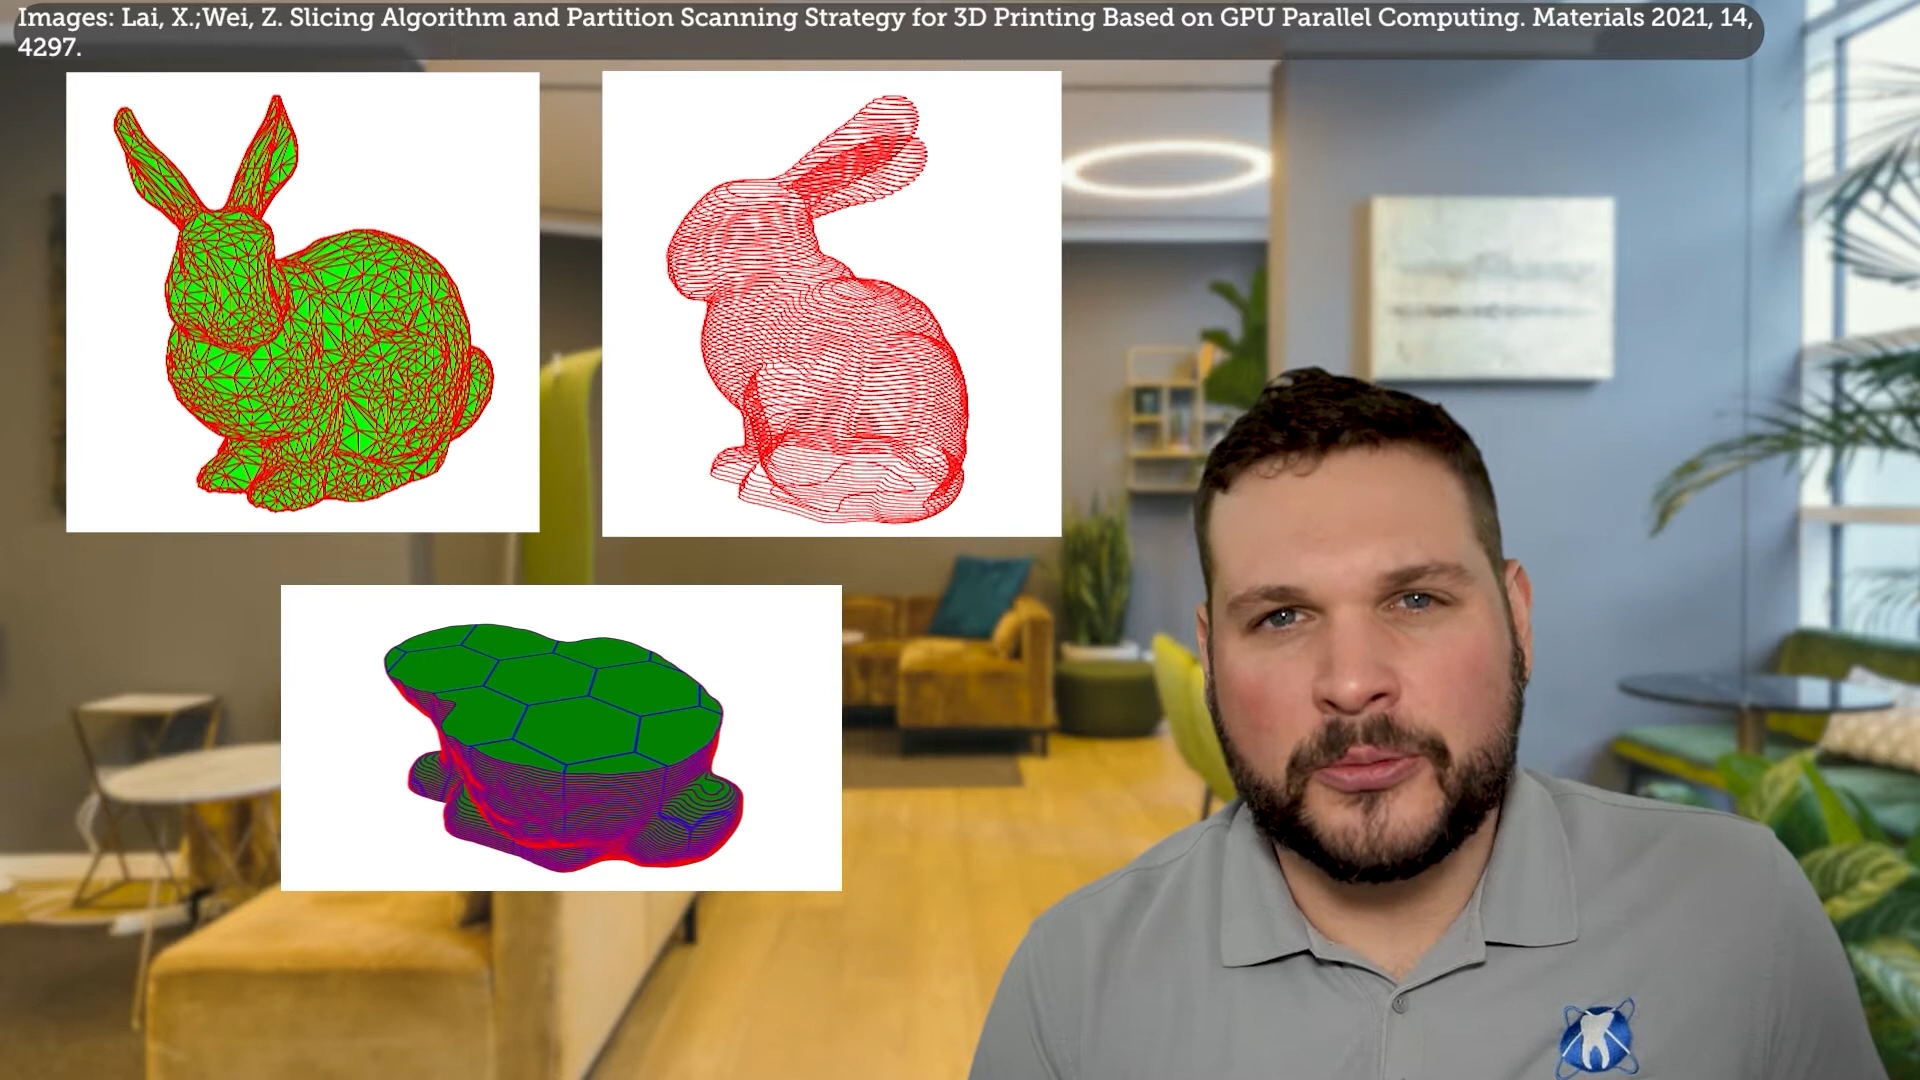 Images: Lai, X.;Wei, Z. Slicing Algorithm and Partition Scanning Strategy for 3D Printing Based on GPU Parallel Computing. Materials 2021, 14,
4297.